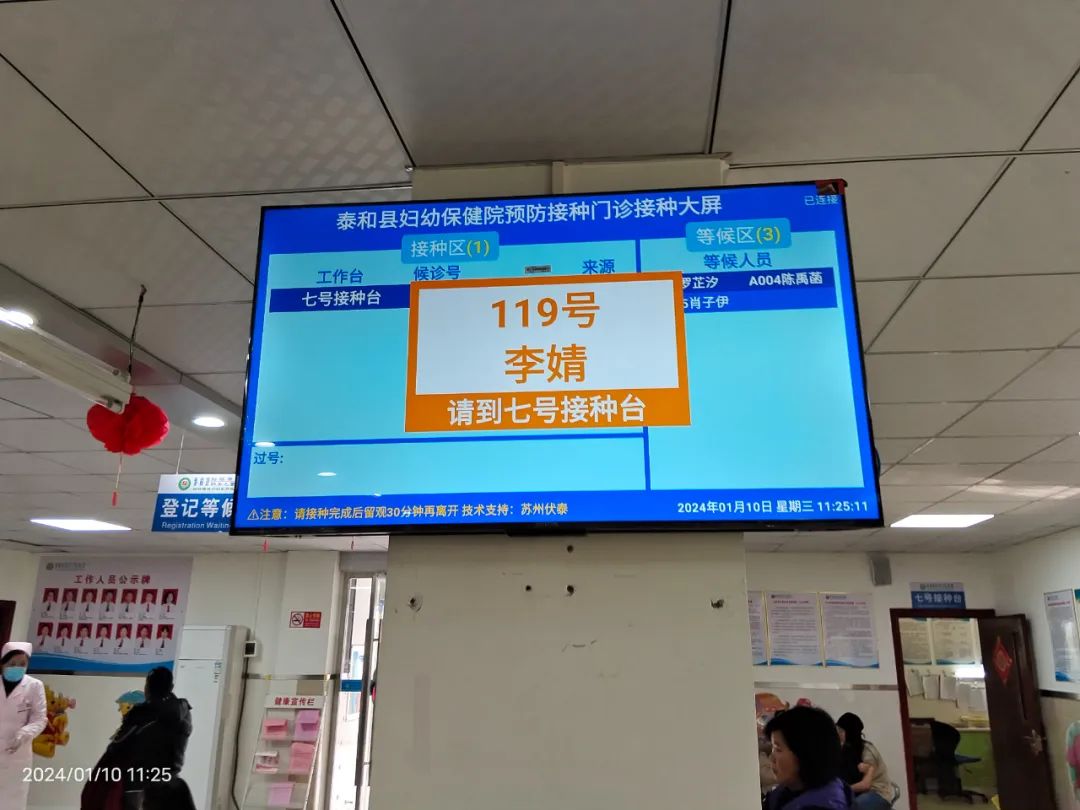 泰和县妇幼保健院预防接种门诊接种大屏
已连接
接种区(1)
等候区(3)
工作台 候诊号 来源
等候人员
七号接种台
罗芷汐 A004陈禹菡
肖子伊
119号
李婧
请到七号接种台
过号:
⚠注意: 请接种完成后留观30分钟再离开 技术支持: 苏州伏泰
2024年01月10日 星期三 11:25:11
登记等候
Registration Waitin
工作人员公示牌
七号接种台
健康宣传栏
2024/01/10 11:25